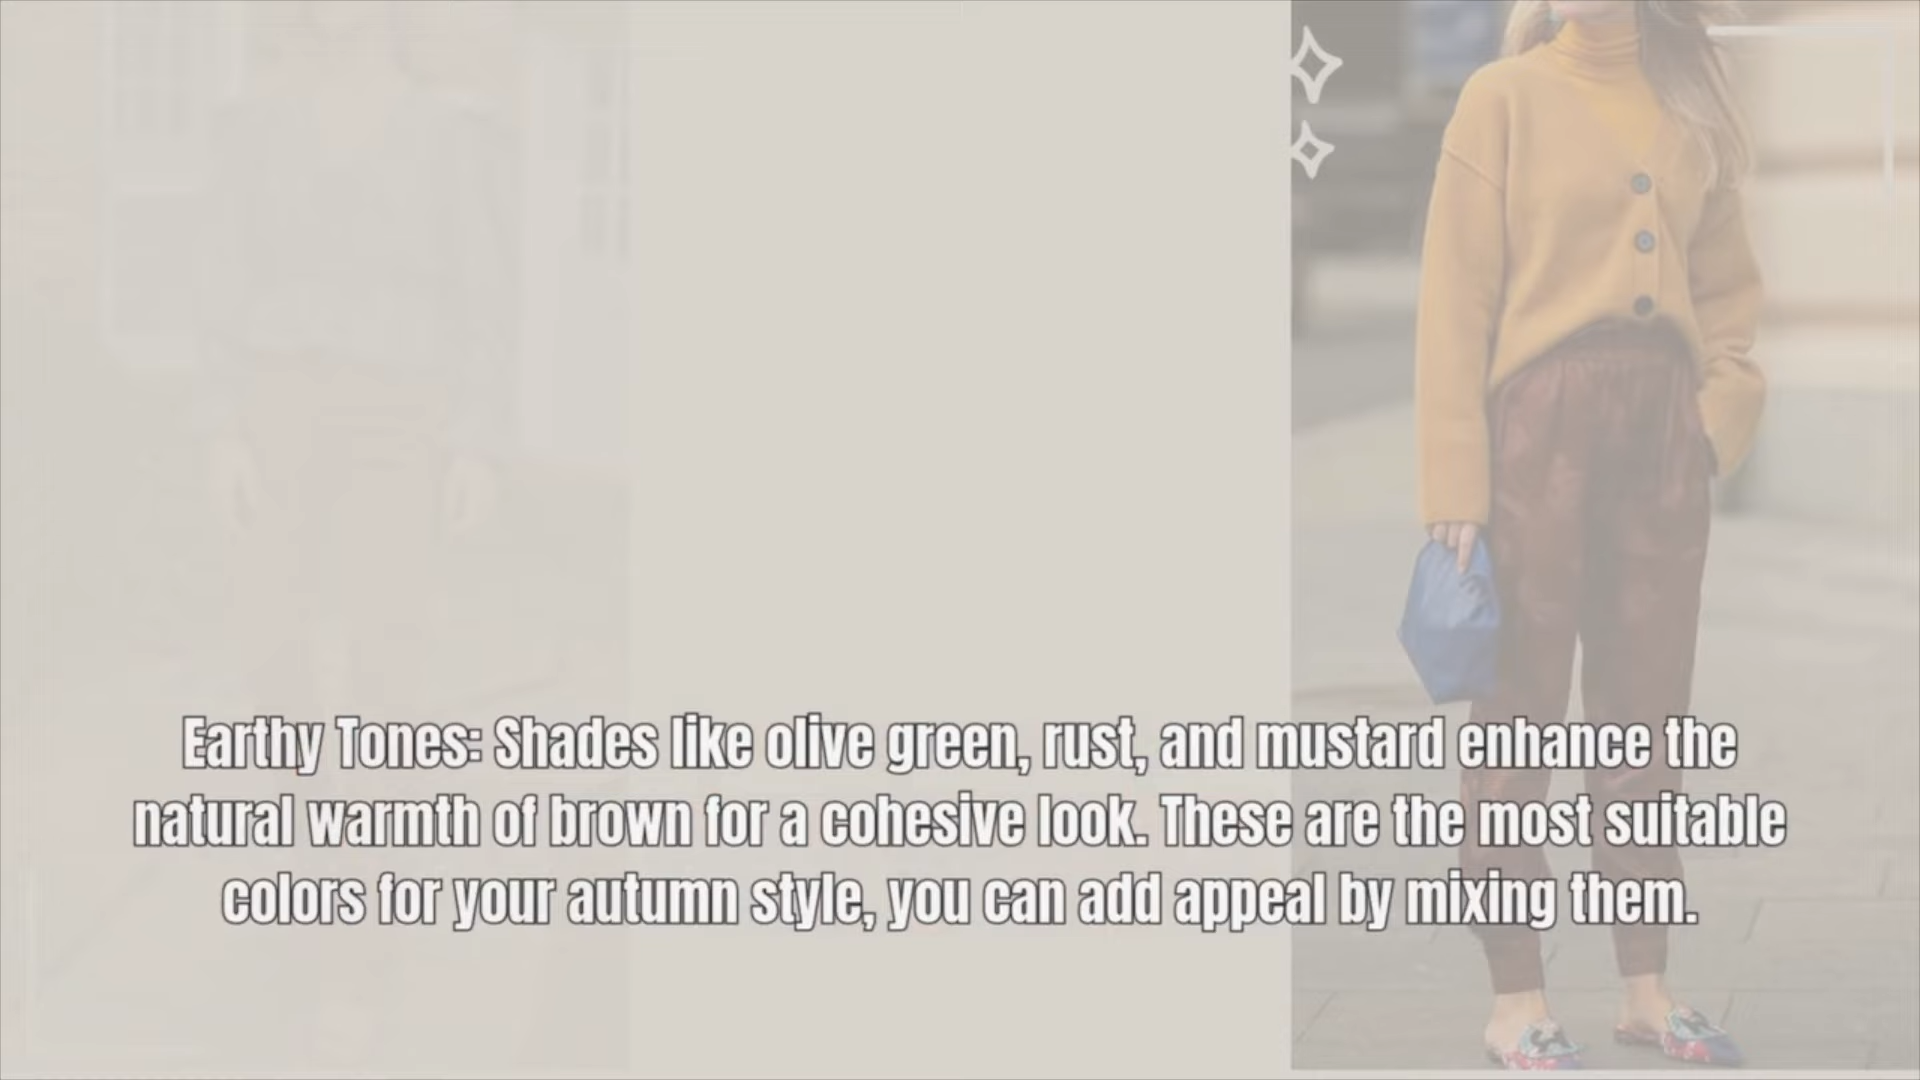 Earthy Tones: Shades like olive green, rust, and mustard enhance the
natural warmth of brown for a cohesive look. These are the most suitable
colors for your autumn style, you can add appeal by mixing them.